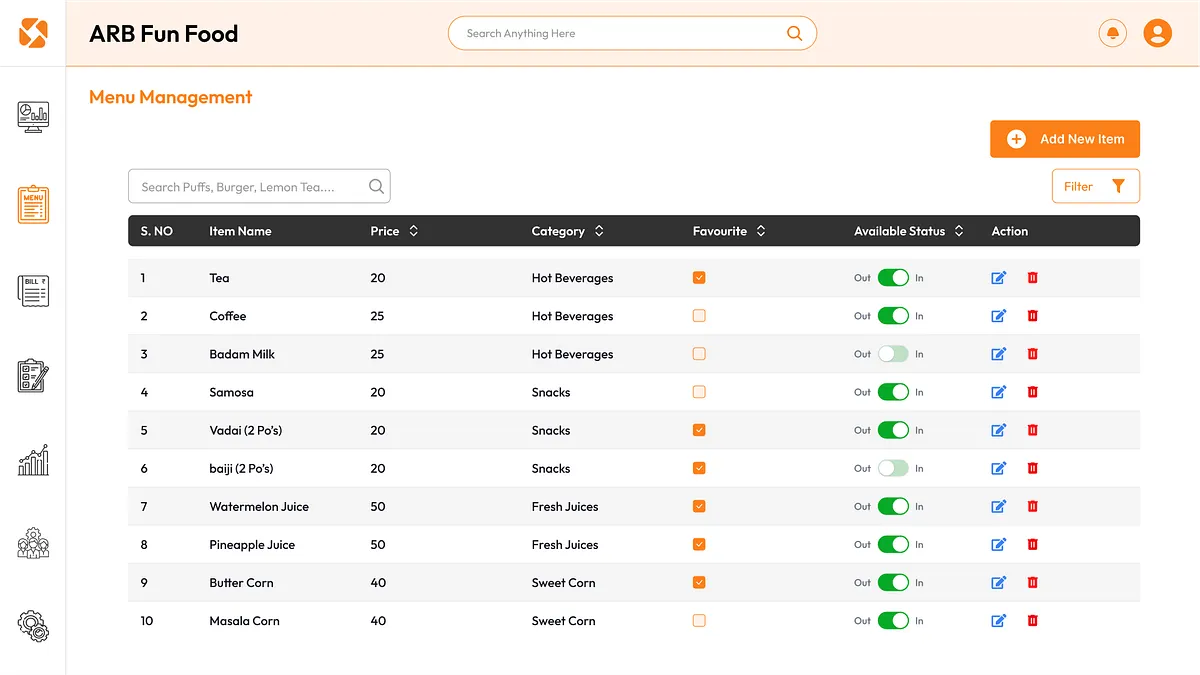 ARB Fun Food
Search Anything Here
Menu Management
Add New Item
Search Puffs, Burger, Lemon Tea....
Filter
MENU
BILL ₹
S. NO Item Name Price Category Favourite Available Status Action
1 Tea 20 Hot Beverages Out In
2 Coffee 25 Hot Beverages Out In
3 Badam Milk 25 Hot Beverages Out In
4 Samosa 20 Snacks Out In
5 Vadai (2 Po's) 20 Snacks Out In
6 baiji (2 Po's) 20 Snacks Out In
7 Watermelon Juice 50 Fresh Juices Out In
8 Pineapple Juice 50 Fresh Juices Out In
9 Butter Corn 40 Sweet Corn Out In
10 Masala Corn 40 Sweet Corn Out In